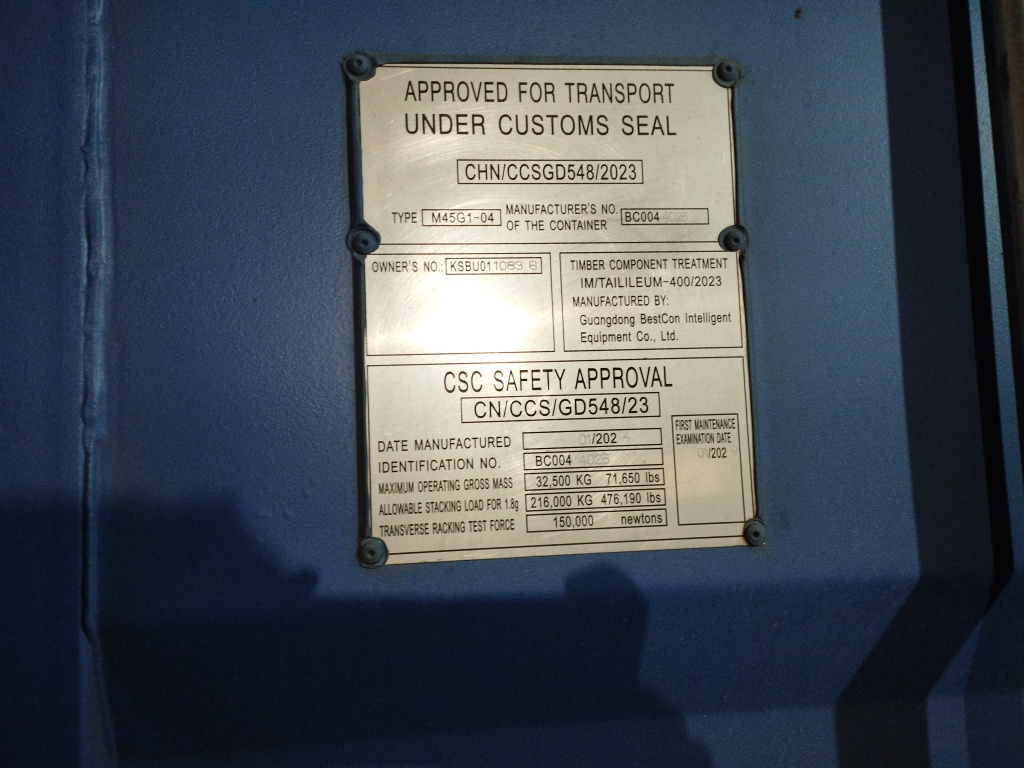 APPROVED FOR TRANSPORT
UNDER CUSTOMS SEAL
CHN/CCSGD548/2023
TYPE M45G1-04 MANUFACTURER'S NO. OF THE CONTAINER BC004 4025
OWNER'S NO.: KSBU011083 6
TIMBER COMPONENT TREATMENT
IM/TAILILEUM-400/2023
MANUFACTURED BY:
Guangdong BestCon Intelligent
Equipment Co., Ltd.
CSC SAFETY APPROVAL
CN/CCS/GD548/23
DATE MANUFACTURED 01/202
IDENTIFICATION NO. BC004 4025
MAXIMUM OPERATING GROSS MASS 32,500 KG 71,650 lbs
ALLOWABLE STACKING LOAD FOR 1.8g 216,000 KG 476,190 lbs
TRANSVERSE RACKING TEST FORCE 150,000 newtons
FIRST MAINTENANCE
EXAMINATION DATE
/202